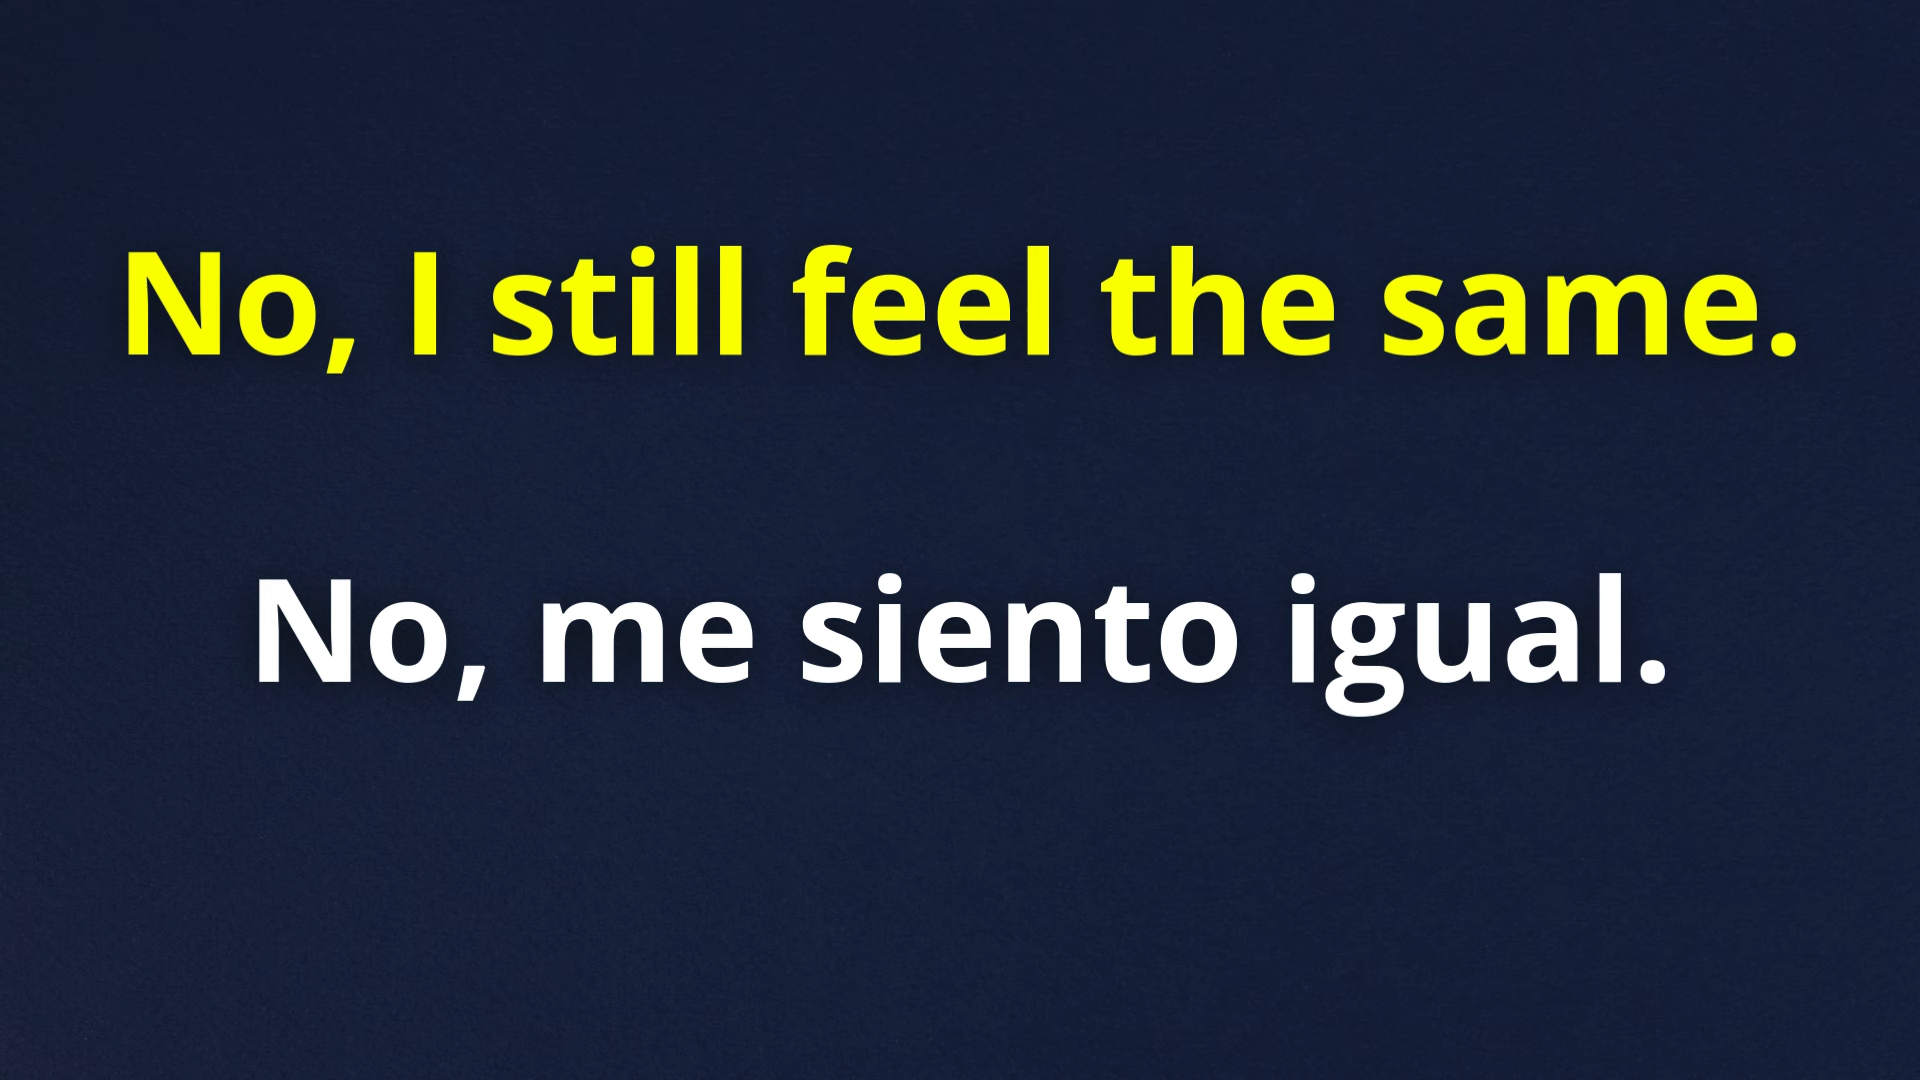 No, I still feel the same.
No, me siento igual.